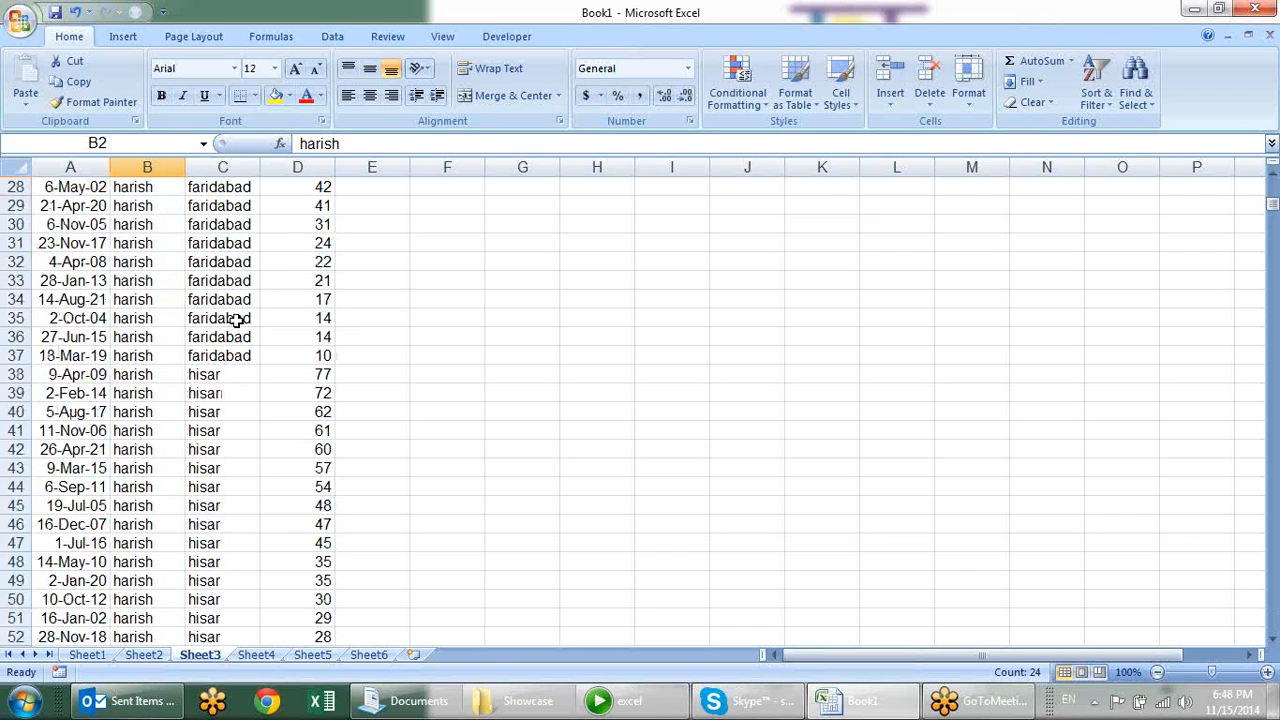 Book1 - Microsoft Excel
Home Insert Page Layout Formulas Data Review View Developer
Paste Cut Copy Format Painter Clipboard
Arial 12 A A B I U A Font
Wrap Text Merge & Center Alignment
General $ % , Number
Conditional Formatting Format as Table Cell Styles Styles
Insert Delete Format Cells
Σ AutoSum Fill Clear Sort & Filter Find & Select Editing
B2 fx harish
A B C D E F G H I J K L M N O P
28 6-May-02 harish faridabad 42
29 21-Apr-20 harish faridabad 41
30 6-Nov-05 harish faridabad 31
31 23-Nov-17 harish faridabad 24
32 4-Apr-08 harish faridabad 22
33 28-Jan-13 harish faridabad 21
34 14-Aug-21 harish faridabad 17
35 2-Oct-04 harish faridabad 14
36 27-Jun-15 harish faridabad 14
37 18-Mar-19 harish faridabad 10
38 9-Apr-09 harish hisar 77
39 2-Feb-14 harish hisar 72
40 5-Aug-17 harish hisar 62
41 11-Nov-06 harish hisar 61
42 26-Apr-21 harish hisar 60
43 9-Mar-15 harish hisar 57
44 6-Sep-11 harish hisar 54
45 19-Jul-05 harish hisar 48
46 16-Dec-07 harish hisar 47
47 1-Jul-16 harish hisar 45
48 14-May-10 harish hisar 35
49 2-Jan-20 harish hisar 35
50 10-Oct-12 harish hisar 30
51 16-Jan-02 harish hisar 29
52 28-Nov-18 harish hisar 28
Sheet1 Sheet2 Sheet3 Sheet4 Sheet5 Sheet6
Ready Count: 24 100%
Sent Items ... Documents Showcase excel Skype™ - s... Book1 GoToMeeti... EN 6:48 PM
11/15/2014